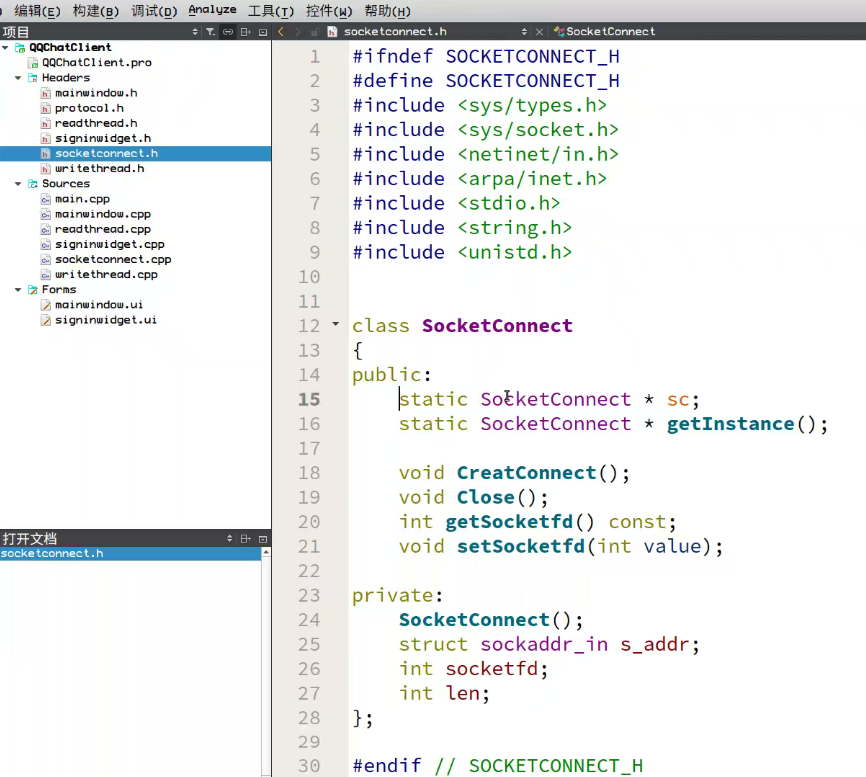 编辑(E) 构建(B) 调试(D) Analyze 工具(T) 控件(W) 帮助(H)
项目 socketconnect.h SocketConnect
QQChatClient
QQChatClient.pro
Headers
mainwindow.h
protocol.h
readthread.h
signinwidget.h
socketconnect.h
writethread.h
Sources
main.cpp
mainwindow.cpp
readthread.cpp
signinwidget.cpp
socketconnect.cpp
writethread.cpp
Forms
mainwindow.ui
signinwidget.ui
打开文档
socketconnect.h
1 #ifndef SOCKETCONNECT_H
2 #define SOCKETCONNECT_H
3 #include <sys/types.h>
4 #include <sys/socket.h>
5 #include <netinet/in.h>
6 #include <arpa/inet.h>
7 #include <stdio.h>
8 #include <string.h>
9 #include <unistd.h>
10
11
12 class SocketConnect
13 {
14 public:
15 static SocketConnect * sc;
16 static SocketConnect * getInstance();
17
18 void CreatConnect();
19 void Close();
20 int getSocketfd() const;
21 void setSocketfd(int value);
22
23 private:
24 SocketConnect();
25 struct sockaddr_in s_addr;
26 int socketfd;
27 int len;
28 };
29
30 #endif // SOCKETCONNECT_H